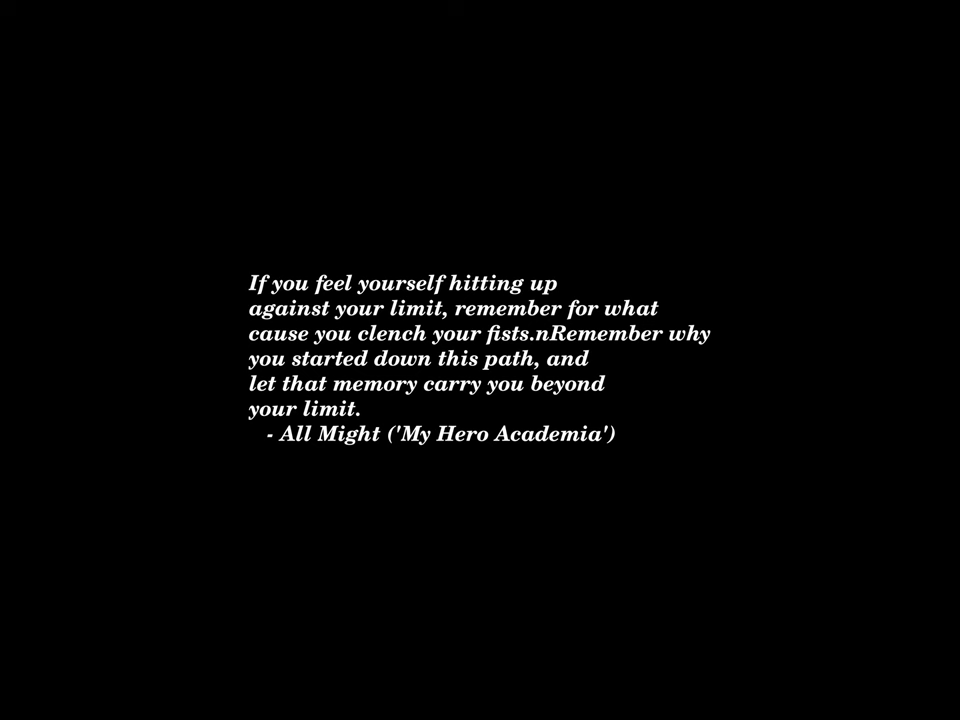 If you feel yourself hitting up
against your limit, remember for what
cause you clench your fists.nRemember why
you started down this path, and
let that memory carry you beyond
your limit.
- All Might ('My Hero Academia')